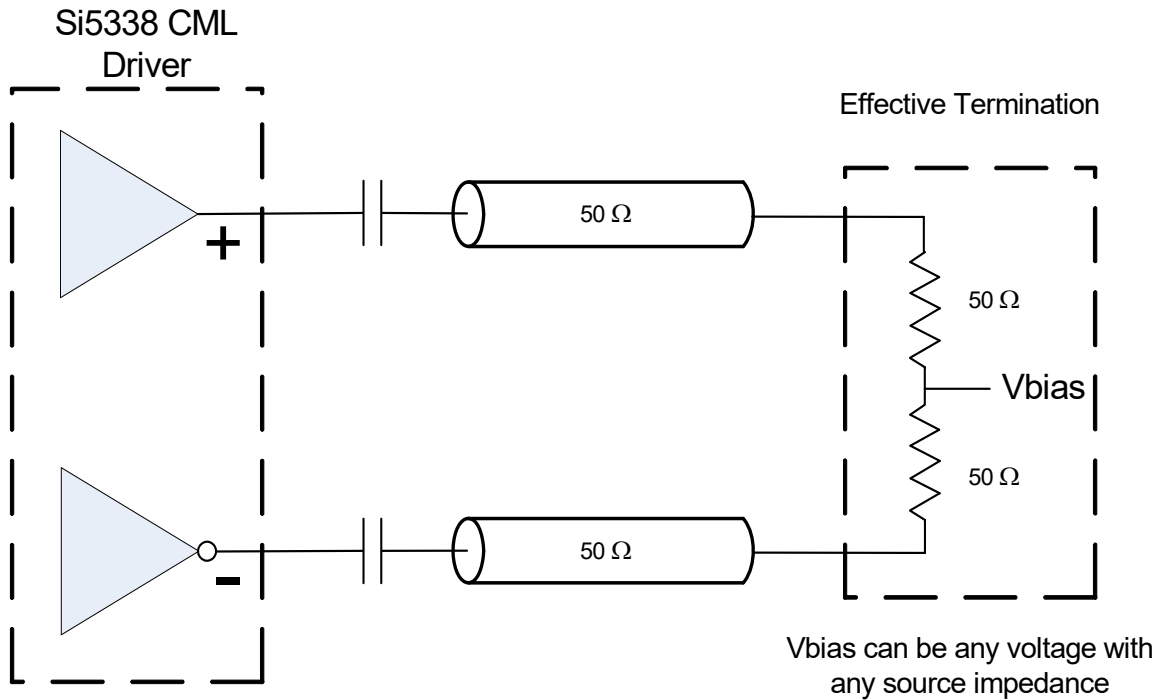 Si5338 CML
Driver
Effective Termination
50 Ω
+
50 Ω
Vbias
50 Ω
50 Ω
-
Vbias can be any voltage with
any source impedance